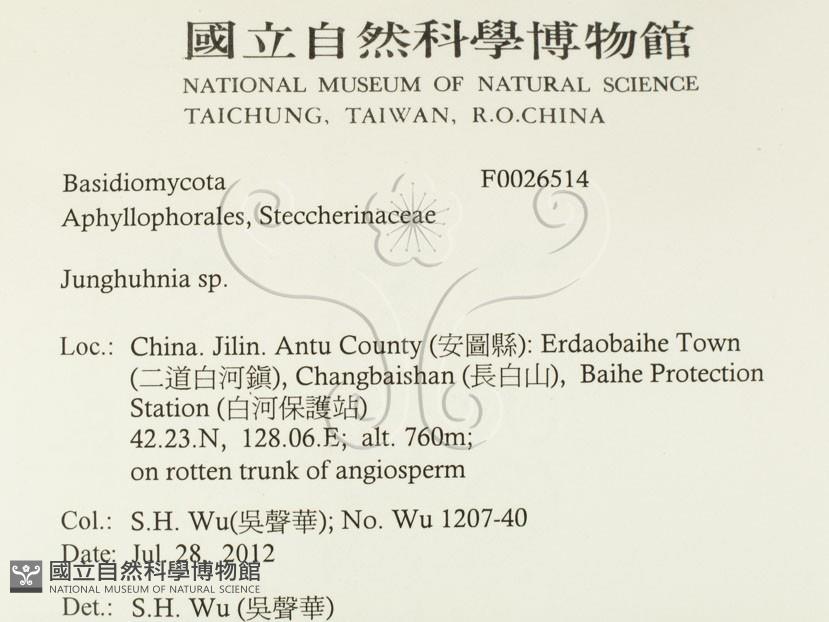 國立自然科學博物館
NATIONAL MUSEUM OF NATURAL SCIENCE
TAICHUNG, TAIWAN, R.O.CHINA
Basidiomycota F0026514
Aphyllophorales, Steccherinaceae
Junghuhnia sp.
Loc.: China. Jilin. Antu County (安圖縣): Erdaobaihe Town
(二道白河鎮), Changbaishan (長白山), Baihe Protection
Station (白河保護站)
42.23.N, 128.06.E; alt. 760m;
on rotten trunk of angiosperm
Col.: S.H. Wu(吳聲華); No. Wu 1207-40
Date: Jul. 28, 2012
國立自然科學博物館
NATIONAL MUSEUM OF NATURAL SCIENCE
Det.: S.H. Wu (吳聲華)